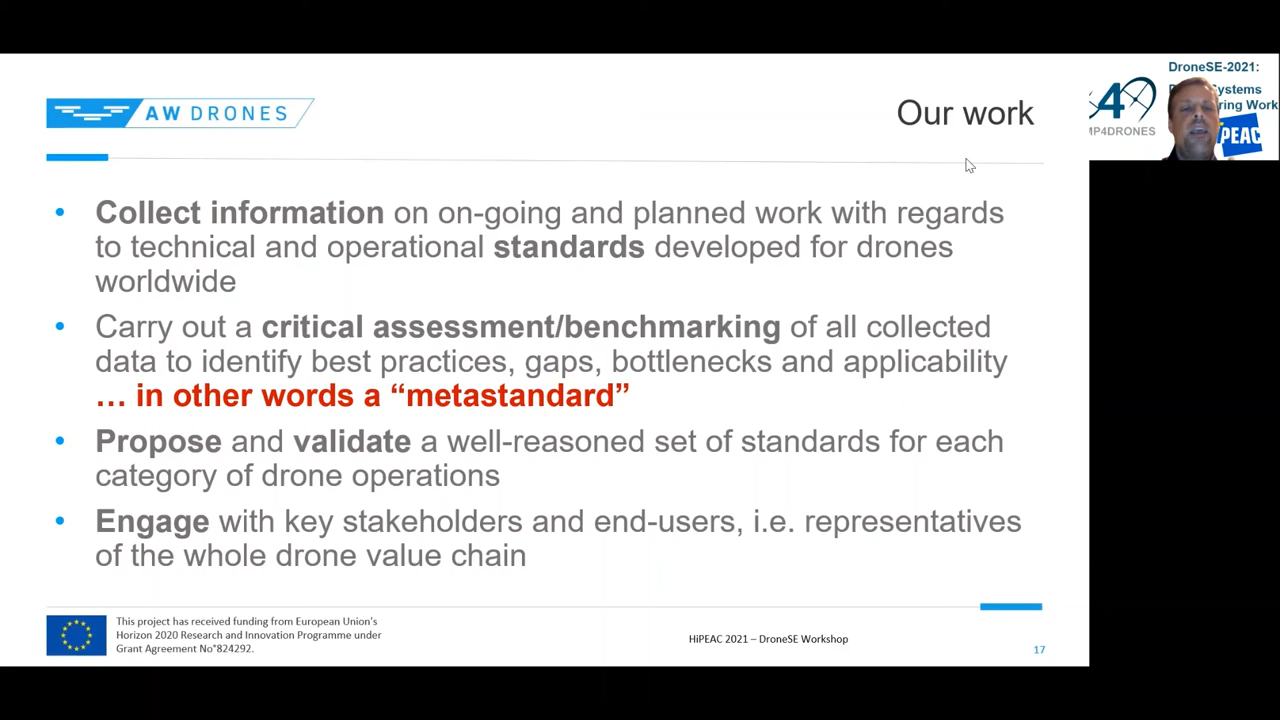 AW DRONES
Our work
• Collect information on on-going and planned work with regards
to technical and operational standards developed for drones
worldwide
• Carry out a critical assessment/benchmarking of all collected
data to identify best practices, gaps, bottlenecks and applicability
… in other words a “metastandard”
• Propose and validate a well-reasoned set of standards for each
category of drone operations
• Engage with key stakeholders and end-users, i.e. representatives
of the whole drone value chain
This project has received funding from European Union’s
Horizon 2020 Research and Innovation Programme under
Grant Agreement No°824292.
HiPEAC 2021 – DroneSE Workshop
17
DroneSE-2021:
4
MP4DRONES
PEAC